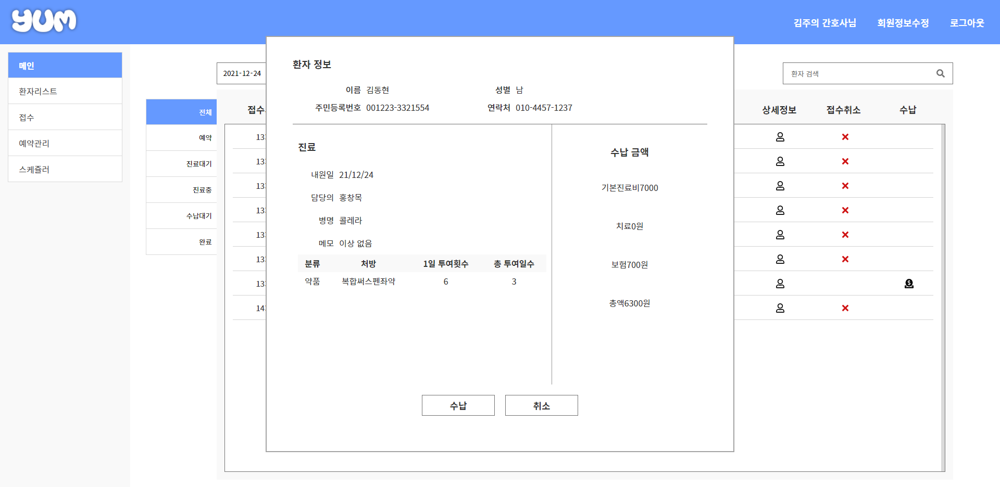 YUM
김주의 간호사님 회원정보수정 로그아웃
메인
환자리스트
접수
예약관리
스케쥴러
2021-12-24
환자 검색
전체
예약
진료대기
진료중
수납대기
완료
접수
상세정보 접수취소 수납
13
13
13
13
13
13
13
14
환자 정보
이름 김동현 성별 남
주민등록번호 001223-3321554 연락처 010-4457-1237
진료
내원일 21/12/24
담당의 홍창목
병명 콜레라
메모 이상 없음
분류 처방 1일 투여횟수 총 투여일수
약품 복합써스펜좌약 6 3
수납 금액
기본진료비7000
치료0원
보험700원
총액6300원
수납 취소